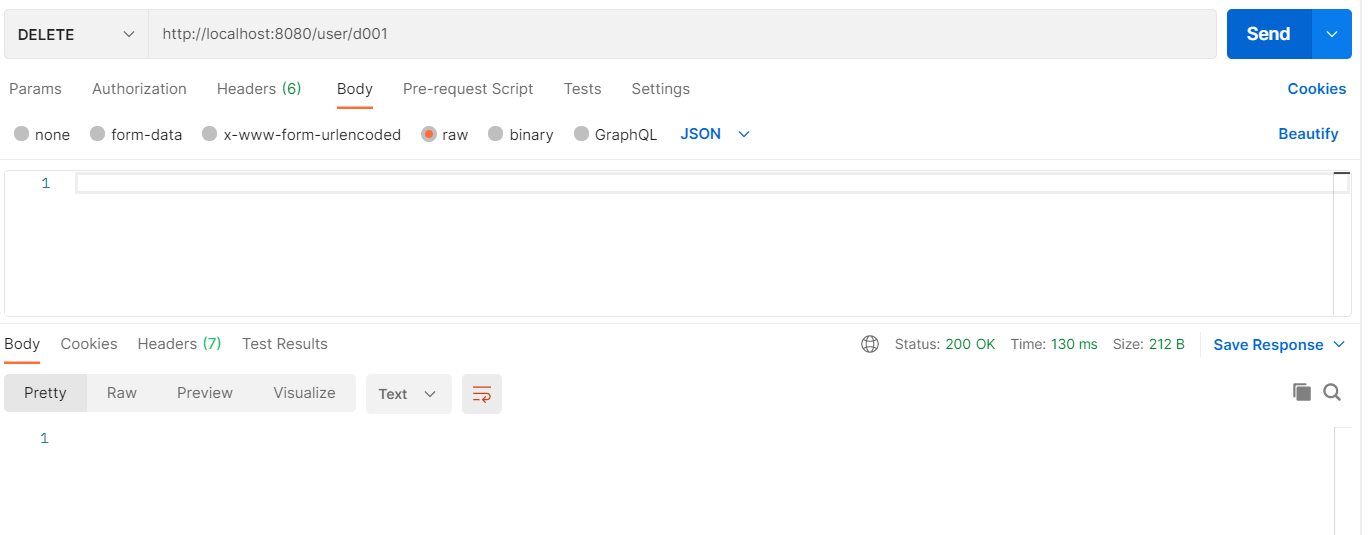 DELETE http://localhost:8080/user/d001 Send
Params Authorization Headers (6) Body Pre-request Script Tests Settings Cookies
none form-data x-www-form-urlencoded raw binary GraphQL JSON Beautify
1
Body Cookies Headers (7) Test Results Status: 200 OK Time: 130 ms Size: 212 B Save Response
Pretty Raw Preview Visualize Text
1